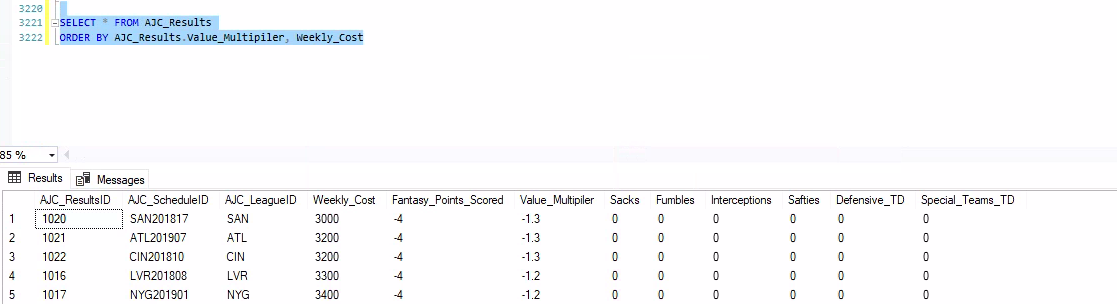 3220
3221 SELECT * FROM AJC_Results
3222 ORDER BY AJC_Results.Value_Multipiler, Weekly_Cost
85 %
Results Messages
AJC_ResultsID AJC_ScheduleID AJC_LeagueID Weekly_Cost Fantasy_Points_Scored Value_Multipiler Sacks Fumbles Interceptions Safties Defensive_TD Special_Teams_TD
1 1020 SAN201817 SAN 3000 -4 -1.3 0 0 0 0 0 0
2 1021 ATL201907 ATL 3200 -4 -1.3 0 0 0 0 0 0
3 1022 CIN201810 CIN 3200 -4 -1.3 0 0 0 0 0 0
4 1016 LVR201808 LVR 3300 -4 -1.2 0 0 0 0 0 0
5 1017 NYG201901 NYG 3400 -4 -1.2 0 0 0 0 0 0